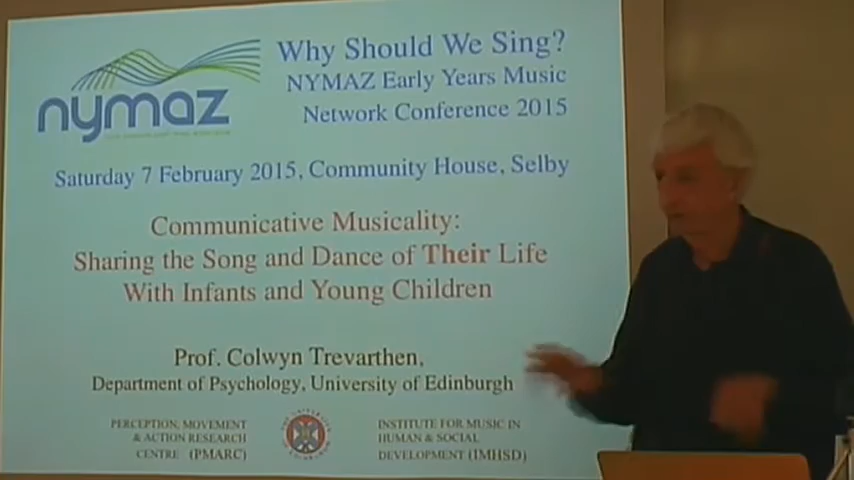 nymaz
Why Should We Sing?
NYMAZ Early Years Music
Network Conference 2015
Saturday 7 February 2015, Community House, Selby
Communicative Musicality:
Sharing the Song and Dance of Their Life
With Infants and Young Children
Prof. Colwyn Trevarthen,
Department of Psychology, University of Edinburgh
PERCEPTION, MOVEMENT
& ACTION RESEARCH
CENTRE (PMARC)
INSTITUTE FOR MUSIC IN
HUMAN & SOCIAL
DEVELOPMENT (IMHSD)